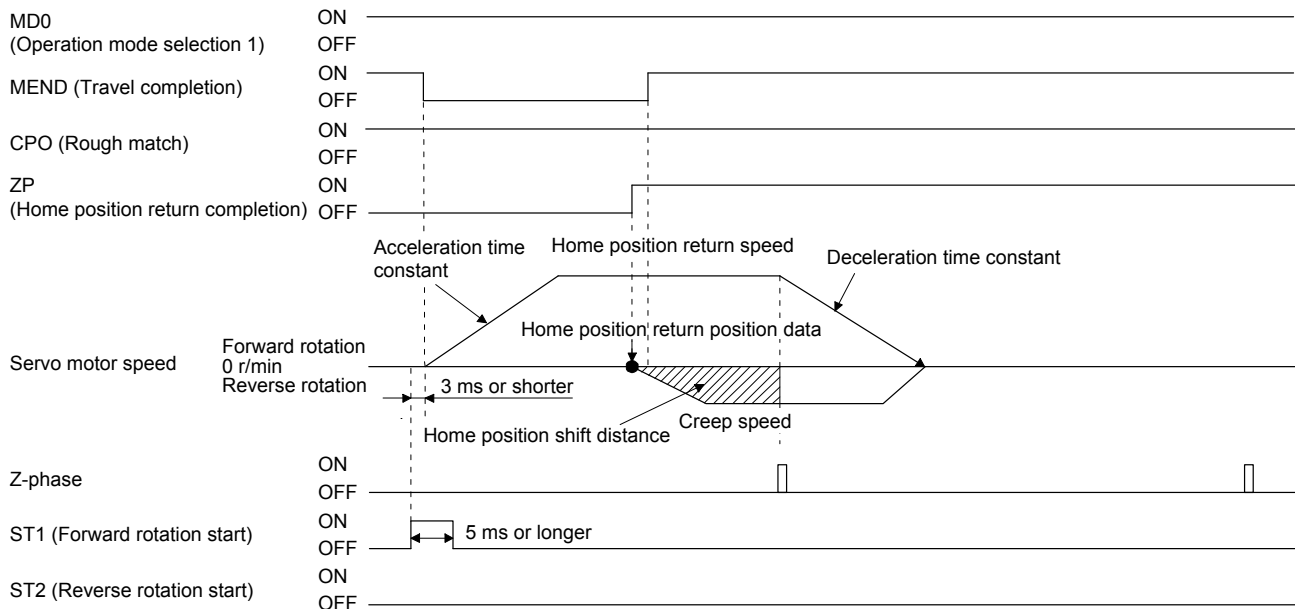 MD0
(Operation mode selection 1)
ON
OFF
MEND (Travel completion)
ON
OFF
CPO (Rough match)
ON
OFF
ZP
(Home position return completion)
ON
OFF
Acceleration time
constant
Home position return speed
Deceleration time constant
Home position return position data
Servo motor speed
Forward rotation
0 r/min
Reverse rotation
3 ms or shorter
Creep speed
Home position shift distance
Z-phase
ON
OFF
ST1 (Forward rotation start)
ON
OFF
5 ms or longer
ST2 (Reverse rotation start)
ON
OFF